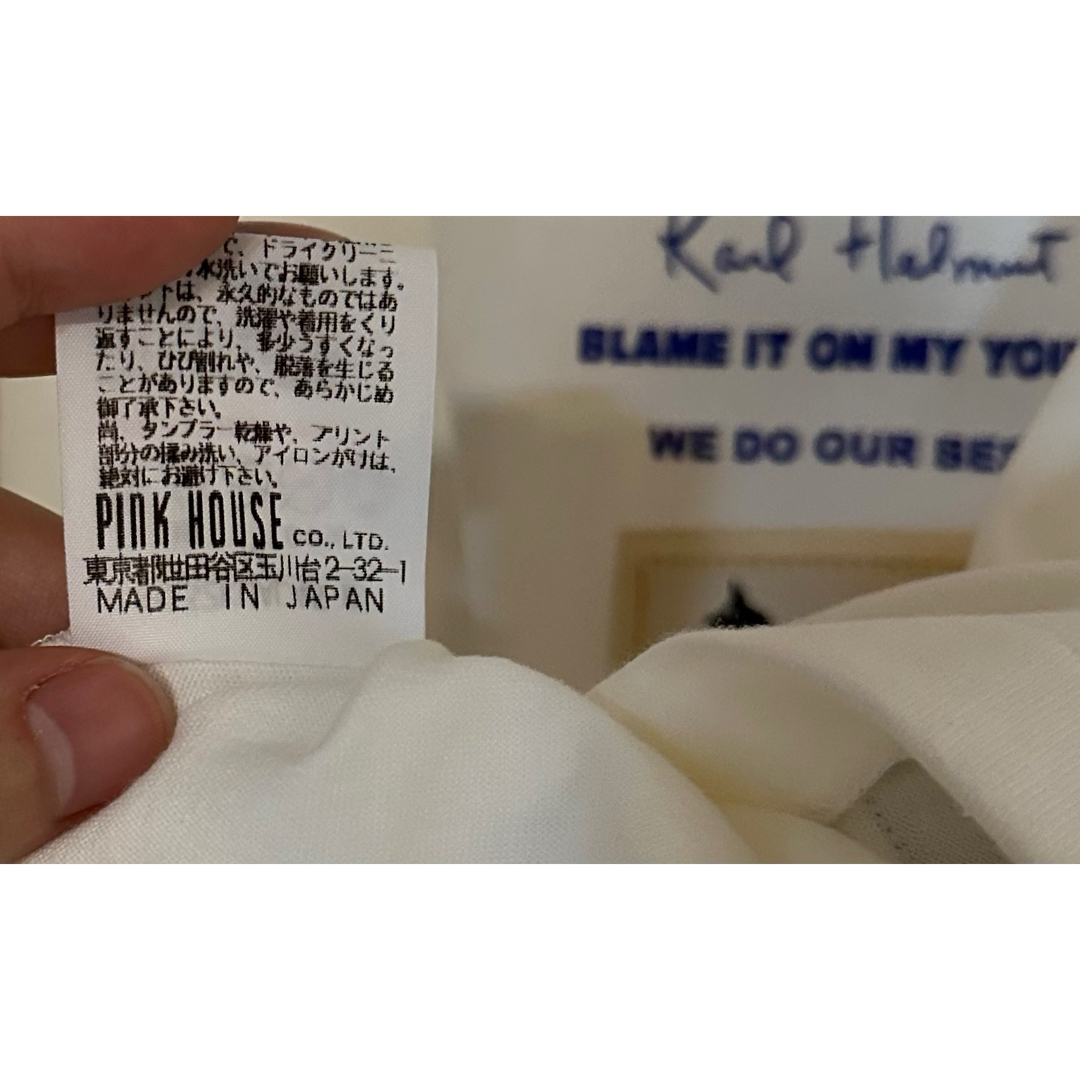 、ドライクリーニ
水洗いでお願いします。
は、永久的なものではあ
りませんので、洗濯や着用をくり
返すことにより、多少うすくなっ
たり、ひび割れや、脱落を生じる
ことがありますので、あらかじめ
御了承下さい。
尚、タンブラー乾燥や、プリント
部分の揉み洗い、アイロンがけは、
絶対にお避け下さい。
PINK HOUSE CO., LTD.
東京都世田谷区玉川台2-32-1
MADE IN JAPAN
Karl Helmut
BLAME IT ON MY YOU
WE DO OUR BES